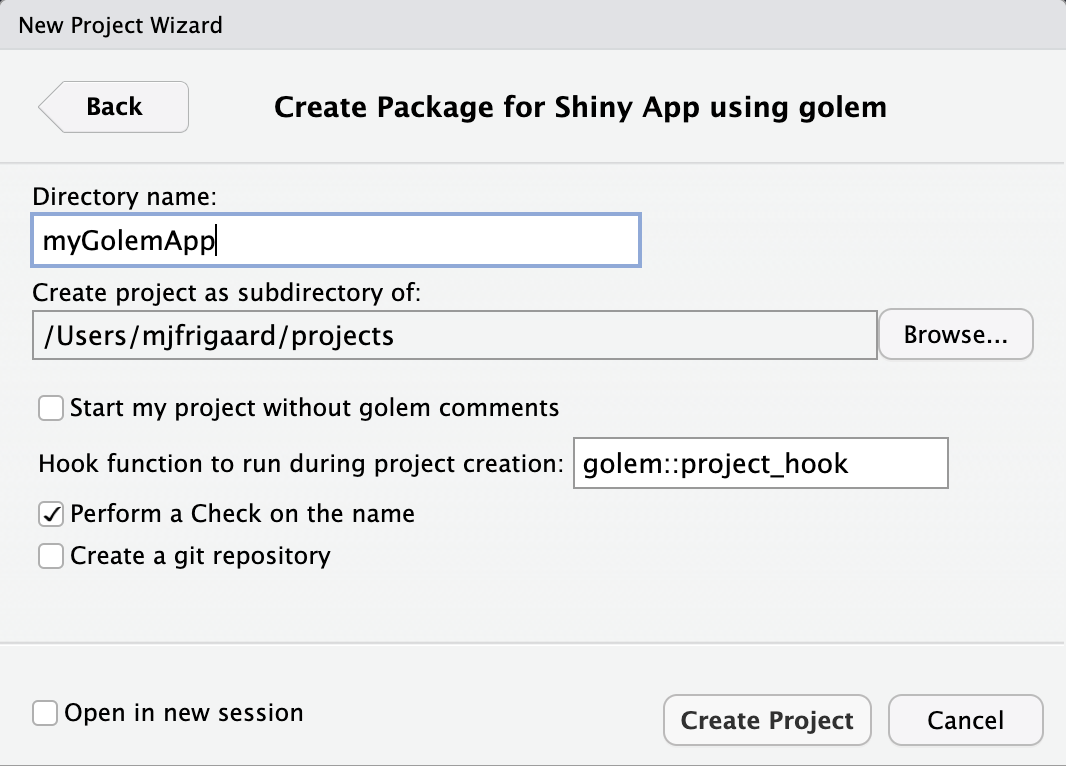 New Project Wizard
Back
Create Package for Shiny App using golem
Directory name:
myGolemApp
Create project as subdirectory of:
/Users/mjfrigaard/projects
Browse...
Start my project without golem comments
Hook function to run during project creation: golem::project_hook
Perform a Check on the name
Create a git repository
Open in new session
Create Project
Cancel